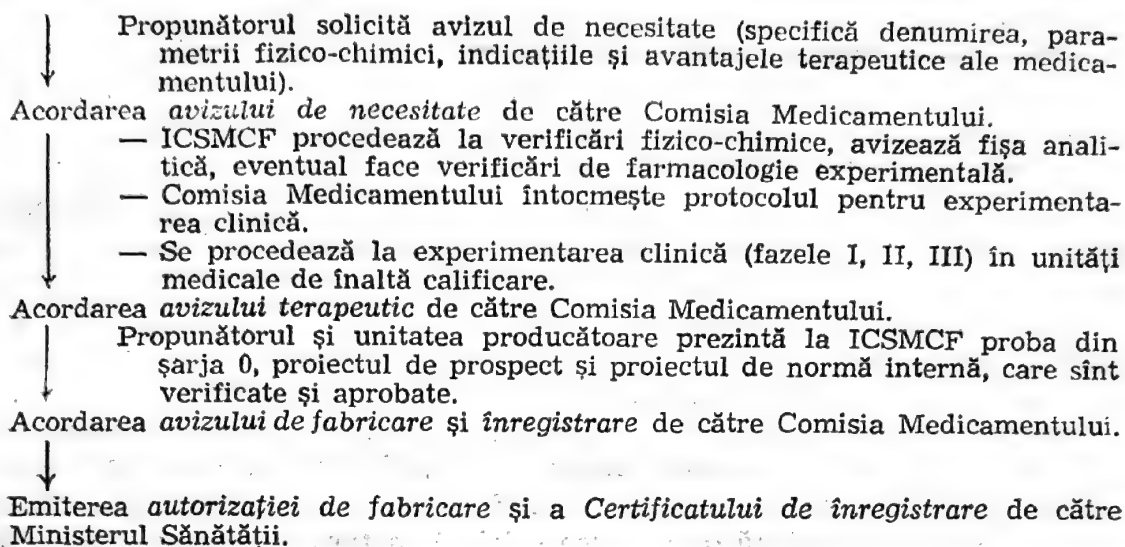 Propunătorul solicită avizul de necesitate (specifică denumirea, para-
metrii fizico-chimici, indicațiile și avantajele terapeutice ale medica-
mentului).
Acordarea avizului de necesitate de către Comisia Medicamentului.
— ICSMCF procedează la verificări fizico-chimice, avizează fișa anali-
tică, eventual face verificări de farmacologie experimentală.
— Comisia Medicamentului întocmește protocolul pentru experimenta-
rea clinică.
— Se procedează la experimentarea clinică (fazele I, II, III) în unități
medicale de înaltă calificare.
Acordarea avizului terapeutic de către Comisia Medicamentului.
Propunătorul și unitatea producătoare prezintă la ICSMCF proba din
șarja 0, proiectul de prospect și proiectul de normă internă, care sînt
verificate și aprobate.
Acordarea avizului de fabricare și înregistrare de către Comisia Medicamentului.
Emiterea autorizației de fabricare și a Certificatului de înregistrare de către
Ministerul Sănătății.